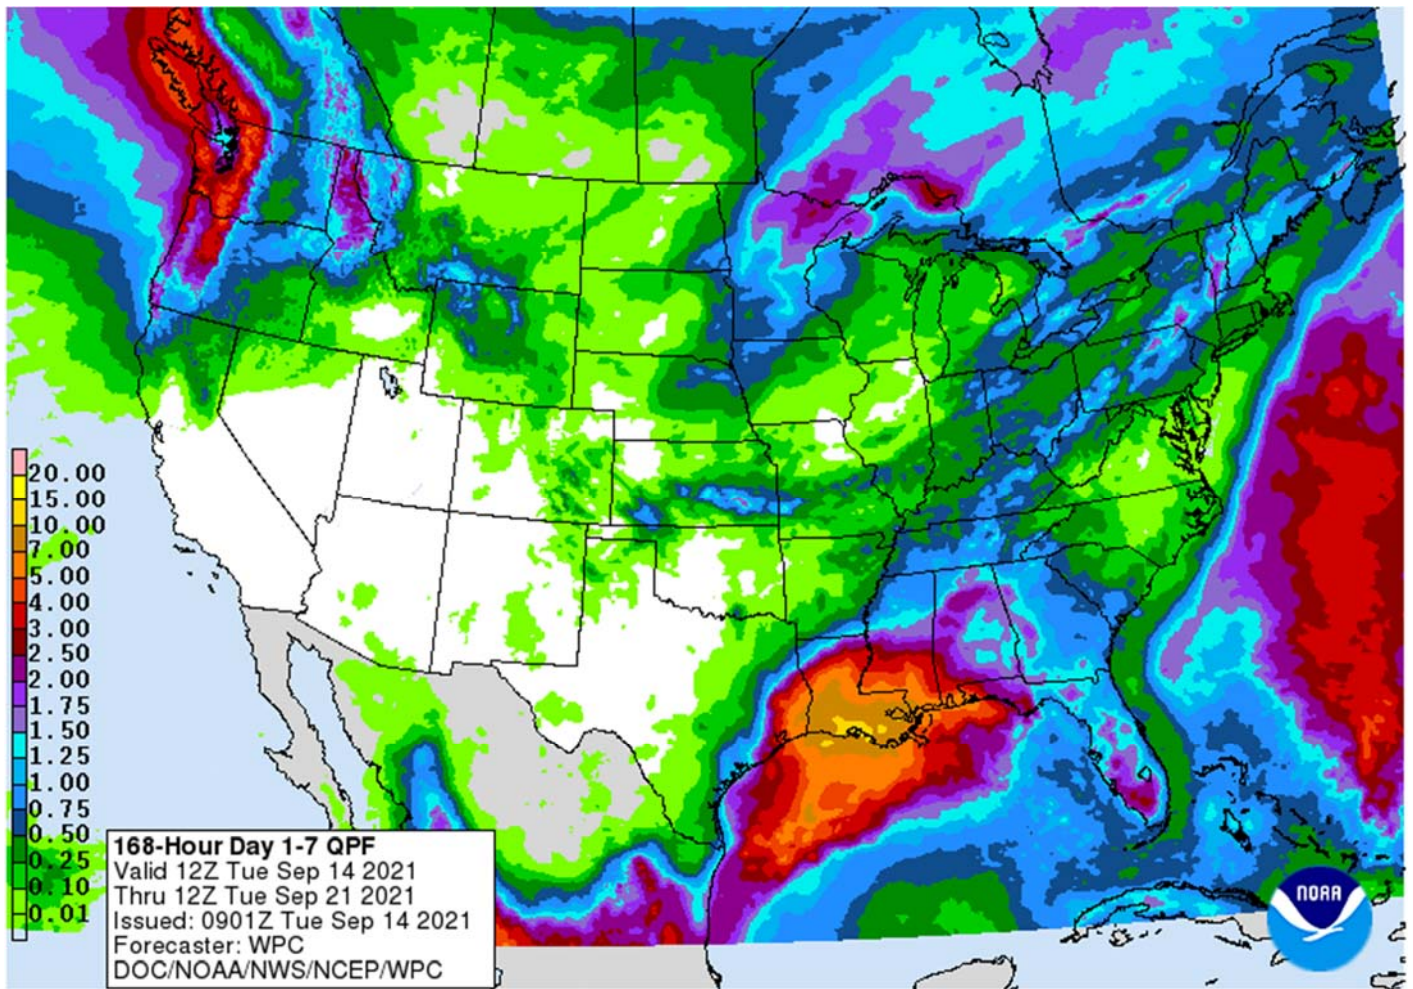 20.00
15.00
10.00
7.00
5.00
4.00
3.00
2.50
2.00
1.75
1.50
1.25
1.00
0.75
0.50
0.25
0.10
0.01
168-Hour Day 1-7 QPF
Valid 12Z Tue Sep 14 2021
Thru 12Z Tue Sep 21 2021
Issued: 0901Z Tue Sep 14 2021
Forecaster: WPC
DOC/NOAA/NWS/NCEP/WPC
NOAA